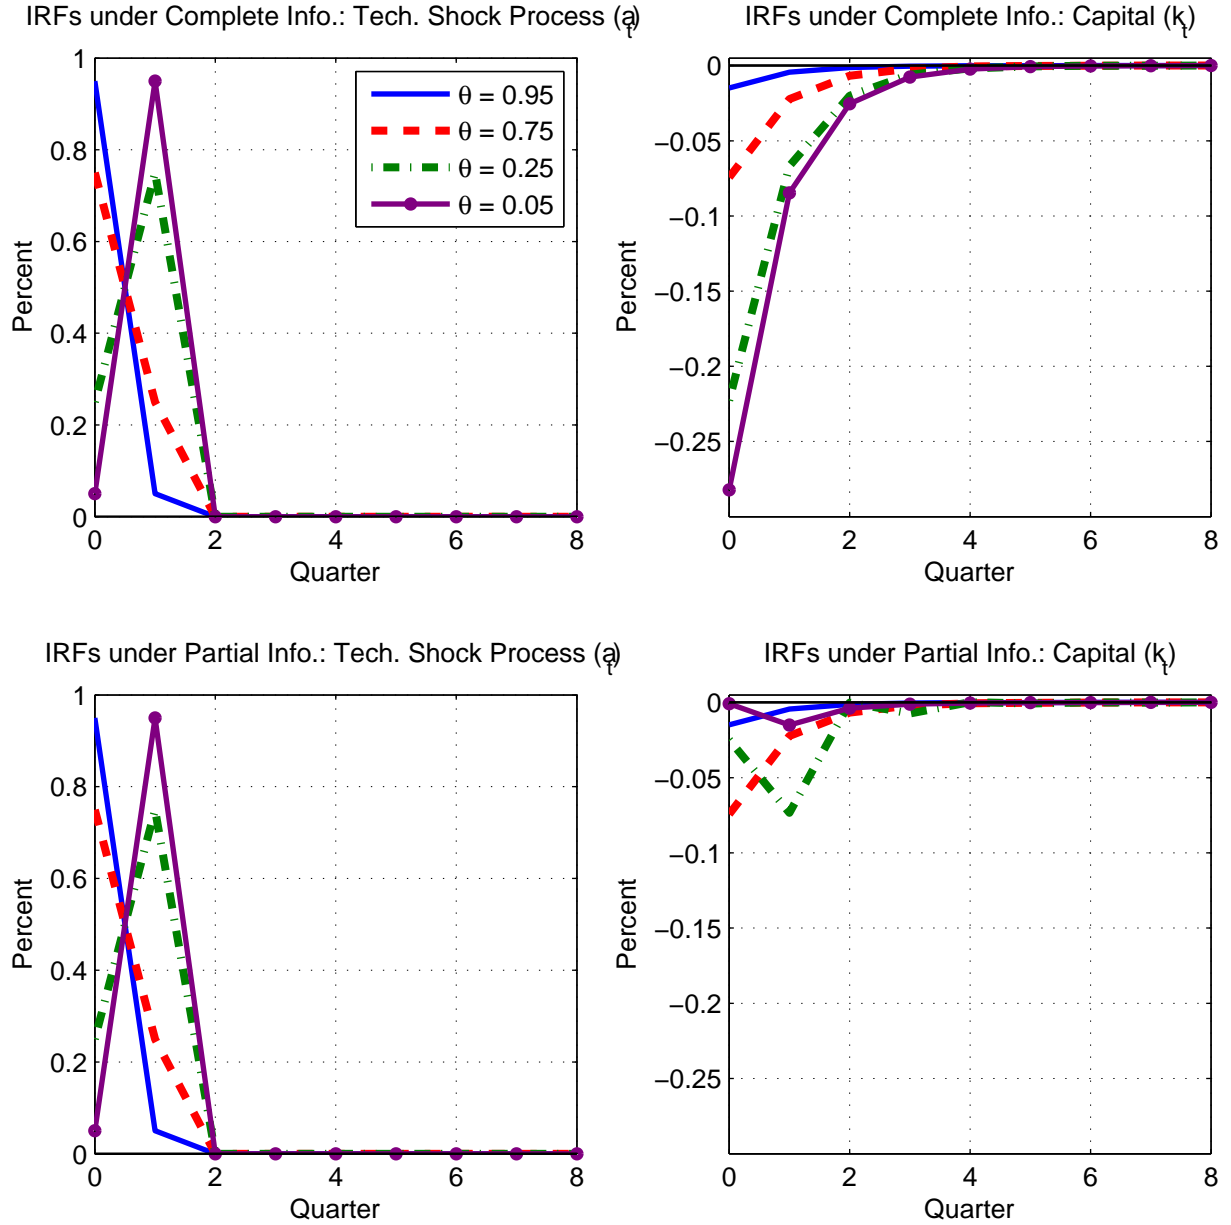 IRFs under Complete Info.: Tech. Shock Process (a_t)
Percent
1
0.8
0.6
0.4
0.2
0
0 2 4 6 8
Quarter
θ = 0.95
θ = 0.75
θ = 0.25
θ = 0.05
IRFs under Complete Info.: Capital (k_t)
Percent
0
−0.05
−0.1
−0.15
−0.2
−0.25
0 2 4 6 8
Quarter
IRFs under Partial Info.: Tech. Shock Process (a_t)
Percent
1
0.8
0.6
0.4
0.2
0
0 2 4 6 8
Quarter
IRFs under Partial Info.: Capital (k_t)
Percent
0
−0.05
−0.1
−0.15
−0.2
−0.25
0 2 4 6 8
Quarter